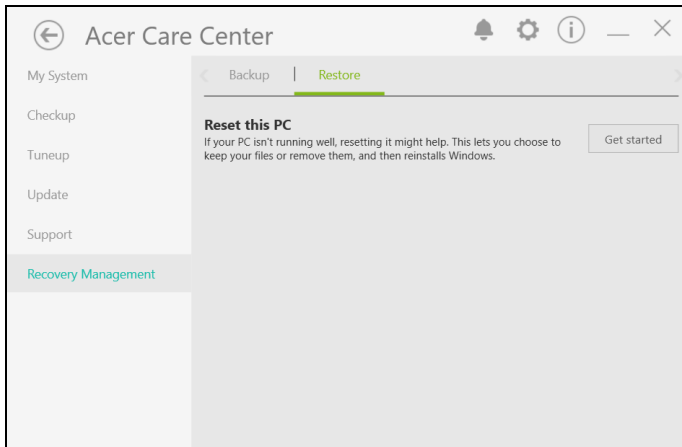 Acer Care Center
My System
Checkup
Tuneup
Update
Support
Recovery Management
Backup | Restore
Reset this PC
If your PC isn't running well, resetting it might help. This lets you choose to
keep your files or remove them, and then reinstalls Windows.
Get started